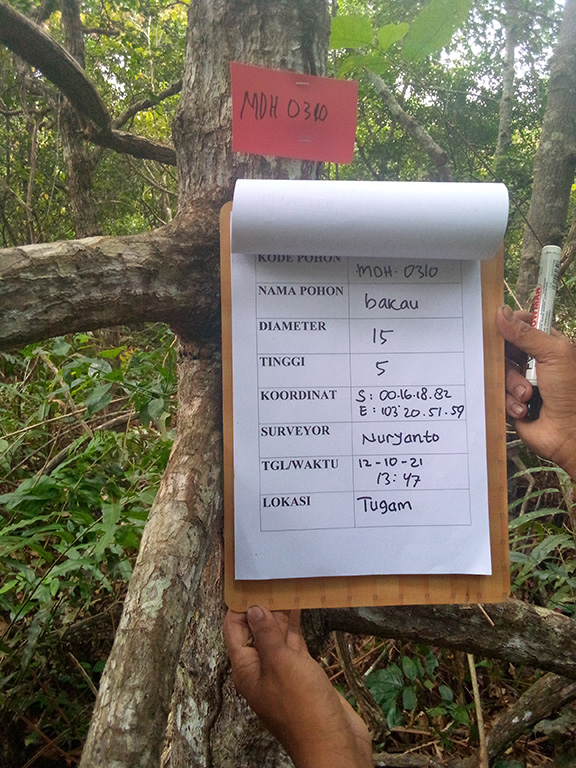 MDH 0310
KODE POHON MDH. 0310
NAMA POHON bakau
DIAMETER 15
TINGGI 5
KOORDINAT S : 00.16.18.82
E : 103°20.51.59
SURVEYOR Nuryanto
TGL/WAKTU 12-10-21
13:47
LOKASI Tugam